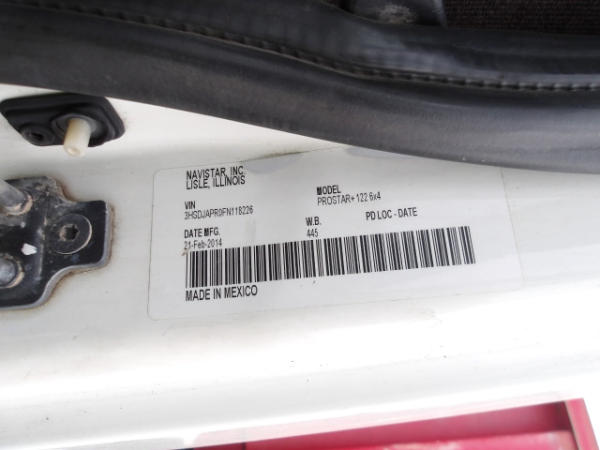 NAVISTAR, INC.
LISLE, ILLINOIS
VIN
3HSDJAPR0FN118226
MODEL
PROSTAR+ 122 6x4
DATE MFG.
21-Feb-2014
W.B.
445
PD LOC - DATE
MADE IN MEXICO